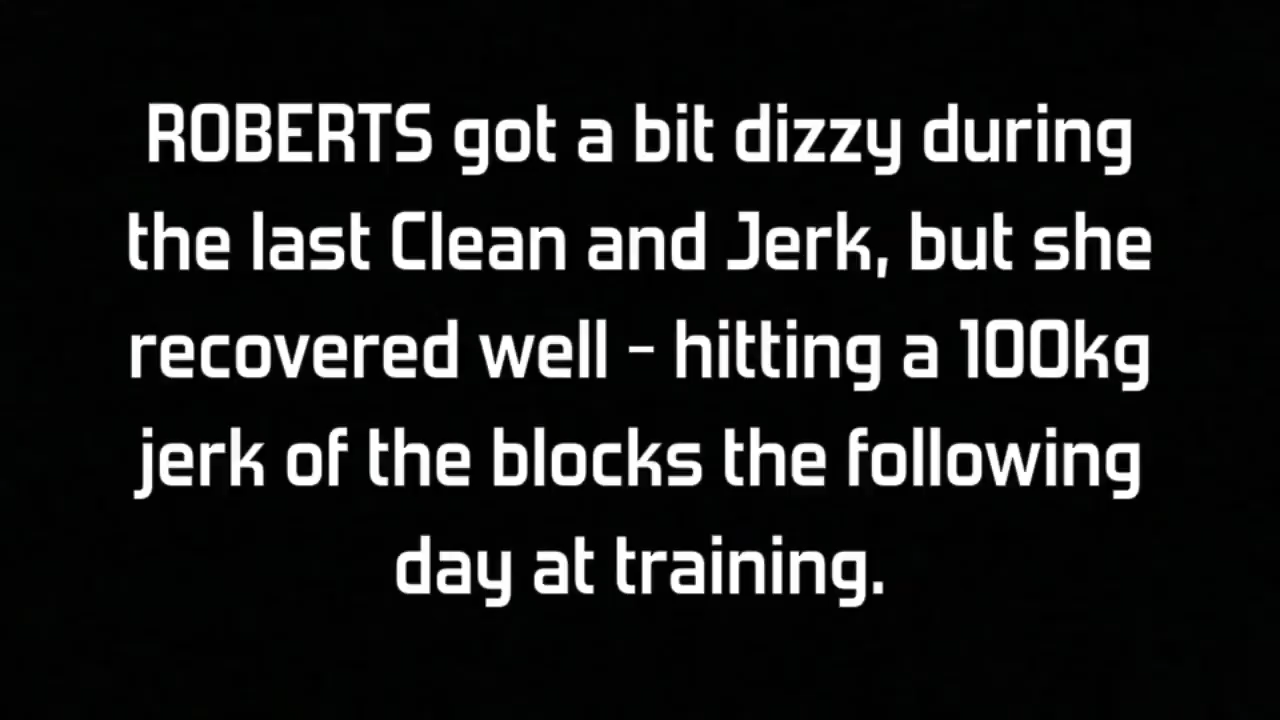 ROBERTS got a bit dizzy during
the last Clean and Jerk, but she
recovered well - hitting a 100kg
jerk of the blocks the following
day at training.